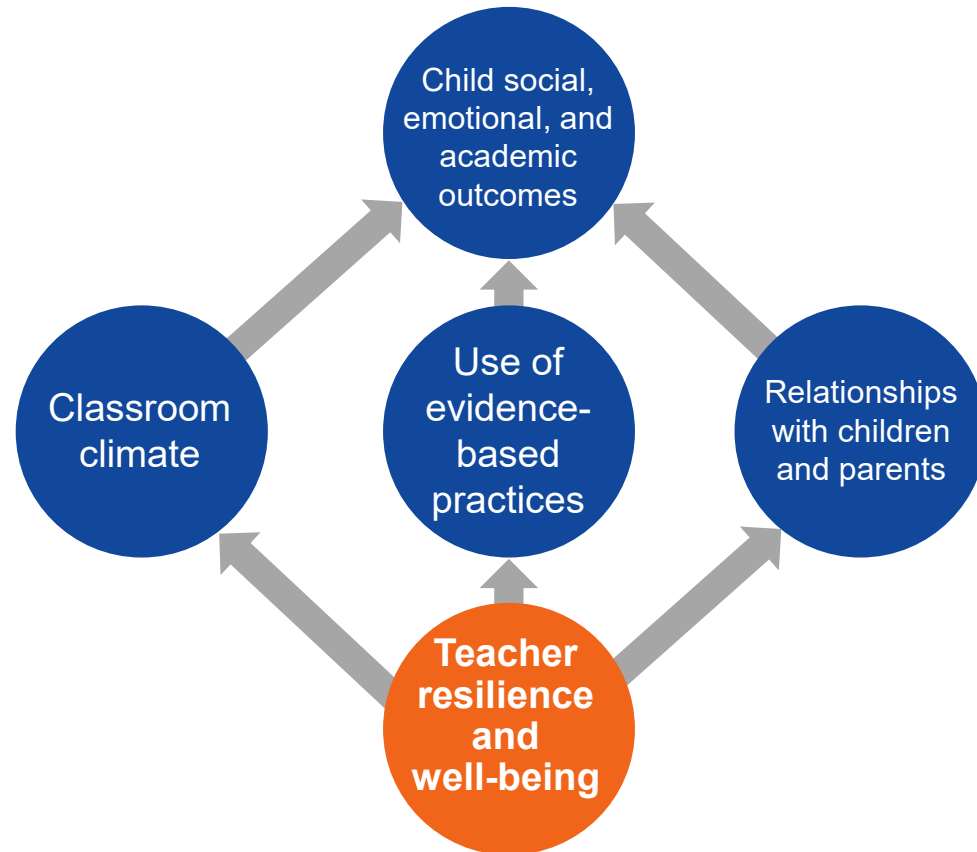 Child social,
emotional, and
academic
outcomes
Classroom
climate
Use of
evidence-
based
practices
Relationships
with children
and parents
Teacher
resilience
and
well-being